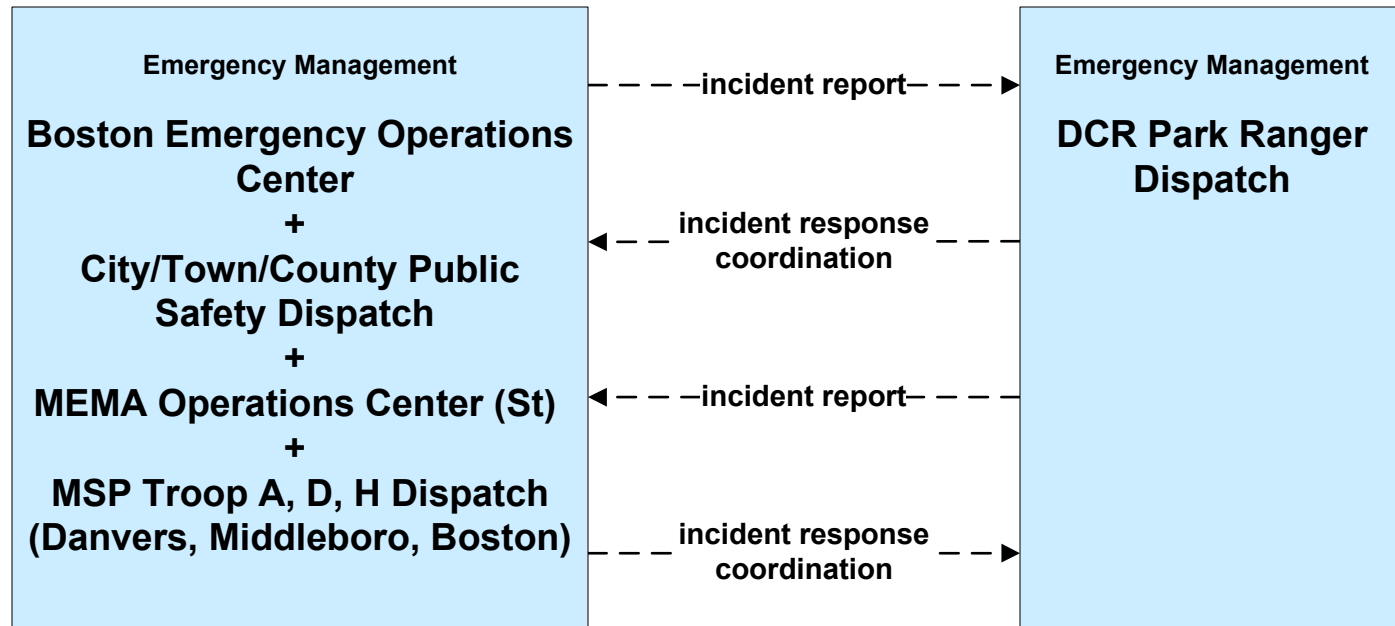 Emergency Management
Boston Emergency Operations
Center
+
City/Town/County Public
Safety Dispatch
+
MEMA Operations Center (St)
+
MSP Troop A, D, H Dispatch
(Danvers, Middleboro, Boston)
incident report
incident response
coordination
incident report
incident response
coordination
Emergency Management
DCR Park Ranger
Dispatch